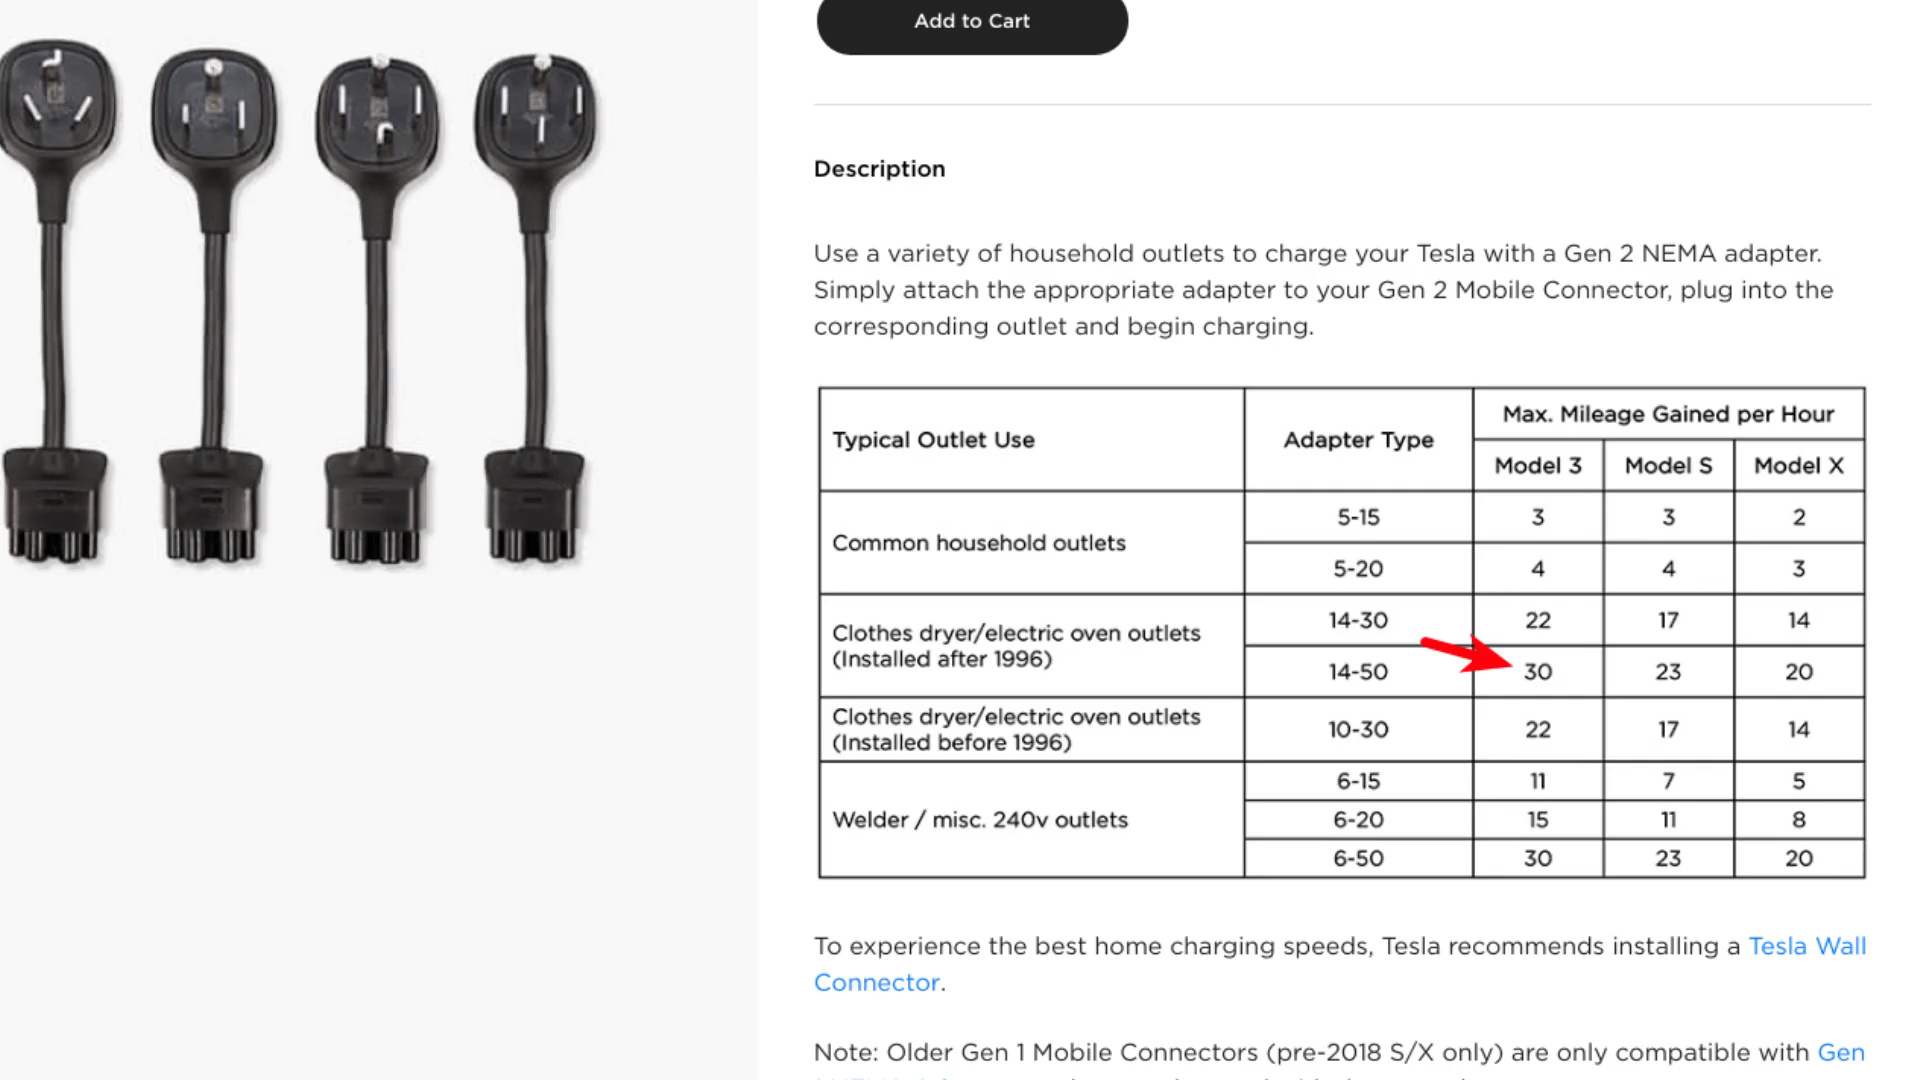 Add to Cart
Description
Use a variety of household outlets to charge your Tesla with a Gen 2 NEMA adapter.
Simply attach the appropriate adapter to your Gen 2 Mobile Connector, plug into the
corresponding outlet and begin charging.
Typical Outlet Use
Adapter Type
Max. Mileage Gained per Hour
Model 3 Model S Model X
Common household outlets
5-15 3 3 2
5-20 4 4 3
Clothes dryer/electric oven outlets
(Installed after 1996)
14-30 22 17 14
14-50 30 23 20
Clothes dryer/electric oven outlets
(Installed before 1996)
10-30 22 17 14
Welder / misc. 240v outlets
6-15 11 7 5
6-20 15 11 8
6-50 30 23 20
To experience the best home charging speeds, Tesla recommends installing a Tesla Wall
Connector.
Note: Older Gen 1 Mobile Connectors (pre-2018 S/X only) are only compatible with Gen